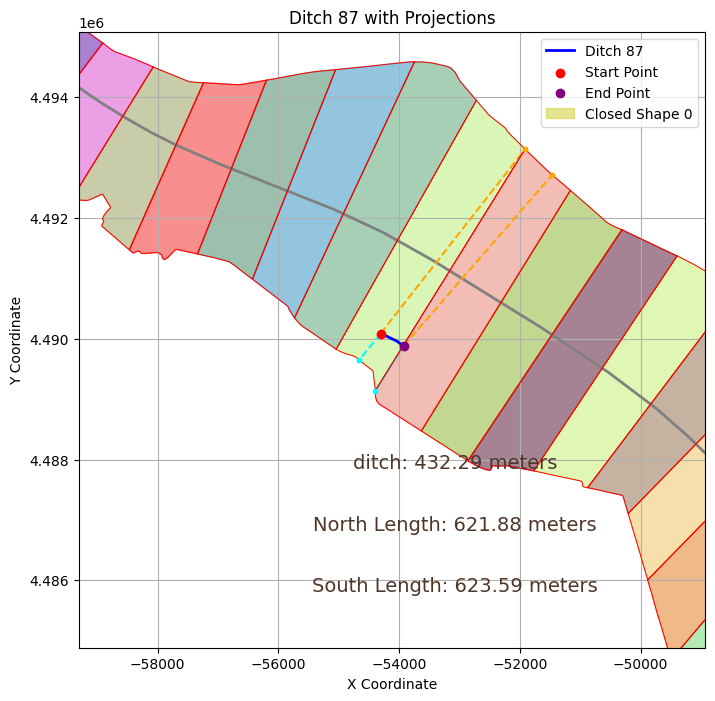 Ditch 87 with Projections
1e6
Ditch 87
Start Point
End Point
Closed Shape 0
4.494
4.492
4.490
4.488
4.486
Y Coordinate
ditch: 432.29 meters
North Length: 621.88 meters
South Length: 623.59 meters
−58000 −56000 −54000 −52000 −50000
X Coordinate